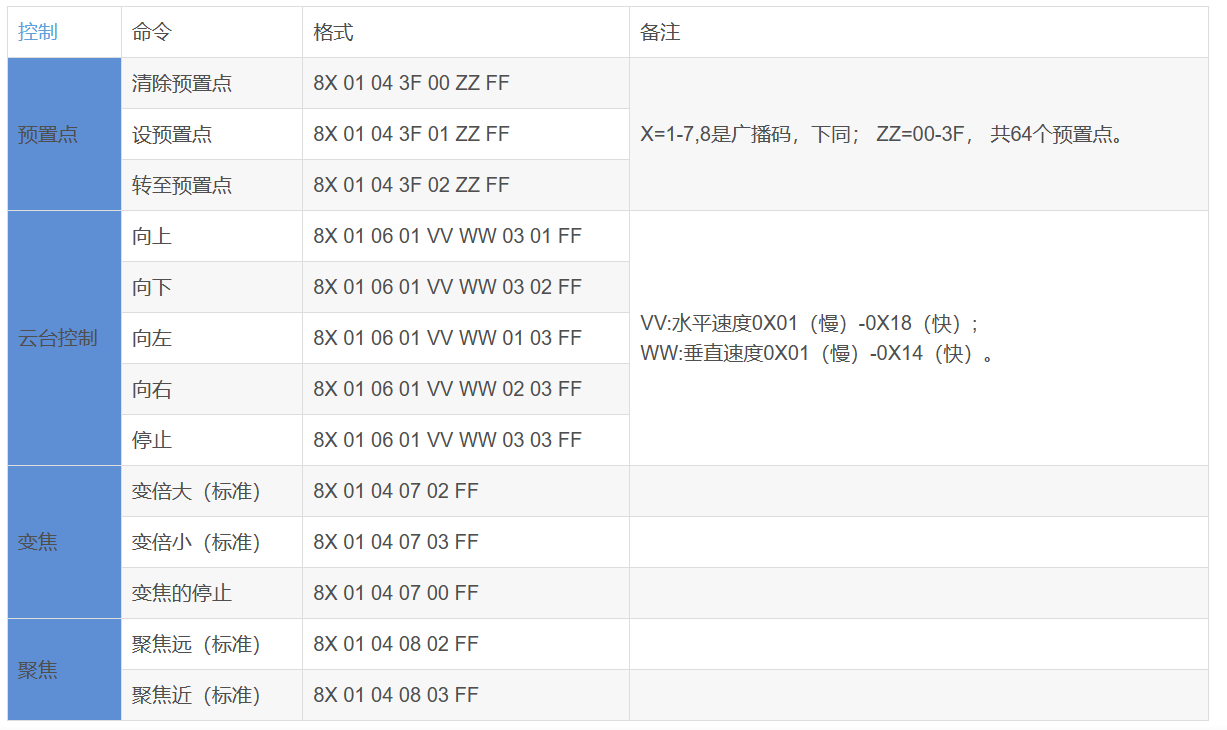 控制 命令 格式 备注
预置点 清除预置点 8X 01 04 3F 00 ZZ FF X=1-7,8是广播码，下同； ZZ=00-3F， 共64个预置点。
设预置点 8X 01 04 3F 01 ZZ FF
转至预置点 8X 01 04 3F 02 ZZ FF
云台控制 向上 8X 01 06 01 VV WW 03 01 FF VV:水平速度0X01（慢）-0X18（快）;
WW:垂直速度0X01（慢）-0X14（快）。
向下 8X 01 06 01 VV WW 03 02 FF
向左 8X 01 06 01 VV WW 01 03 FF
向右 8X 01 06 01 VV WW 02 03 FF
停止 8X 01 06 01 VV WW 03 03 FF
变焦 变倍大（标准） 8X 01 04 07 02 FF
变倍小（标准） 8X 01 04 07 03 FF
变焦的停止 8X 01 04 07 00 FF
聚焦 聚焦远（标准） 8X 01 04 08 02 FF
聚焦近（标准） 8X 01 04 08 03 FF